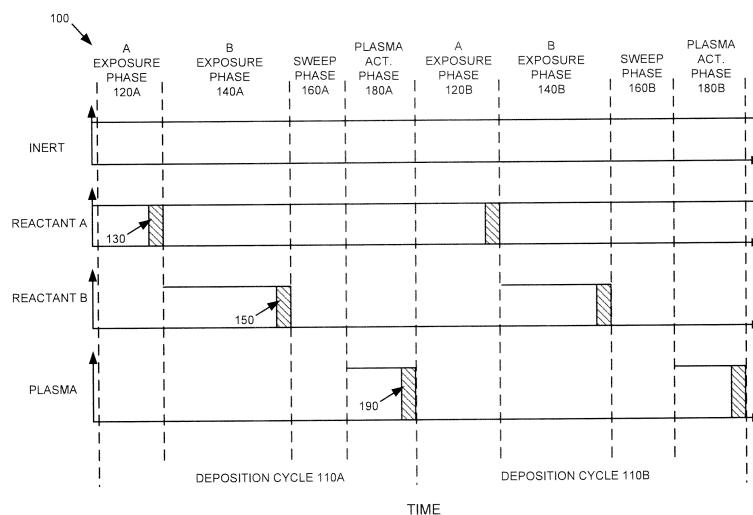 100
A
EXPOSURE
PHASE
120A
B
EXPOSURE
PHASE
140A
SWEEP
PHASE
160A
PLASMA
ACT.
PHASE
180A
A
EXPOSURE
PHASE
120B
B
EXPOSURE
PHASE
140B
SWEEP
PHASE
160B
PLASMA
ACT.
PHASE
180B
INERT
REACTANT A
130
REACTANT B
150
PLASMA
190
DEPOSITION CYCLE 110A
DEPOSITION CYCLE 110B
TIME